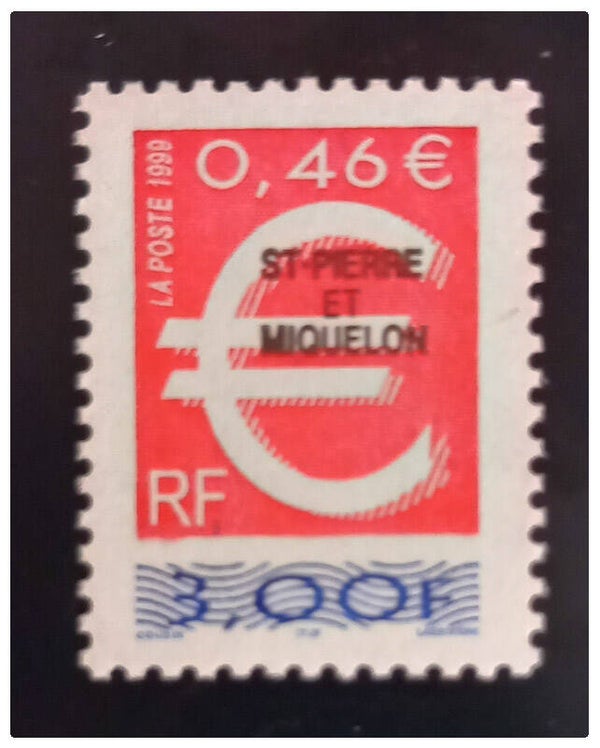 0,46 €
LA POSTE 1999
€
ST-PIERRE
ET
MIQUELON
RF
3,00F